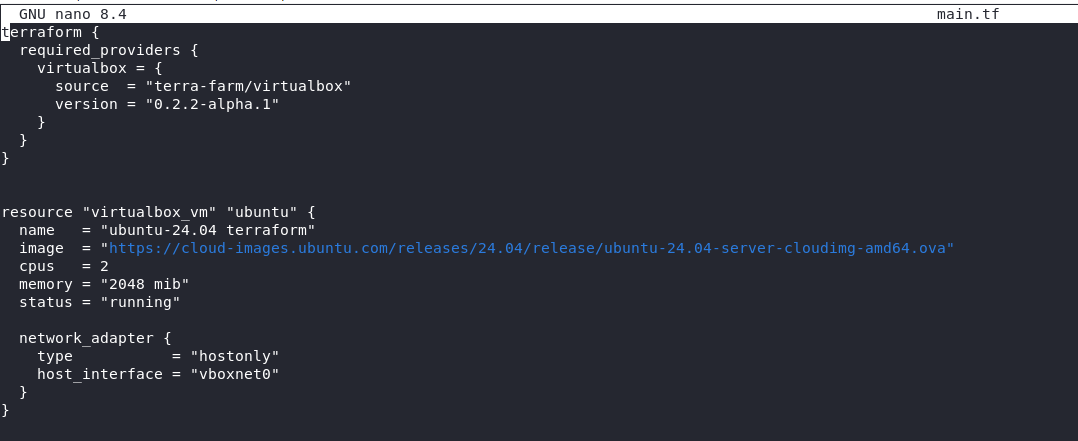 GNU nano 8.4 main.tf
terraform {
  required_providers {
    virtualbox = {
      source  = "terra-farm/virtualbox"
      version = "0.2.2-alpha.1"
    }
  }
}
resource "virtualbox_vm" "ubuntu" {
  name   = "ubuntu-24.04 terraform"
  image  = "https://cloud-images.ubuntu.com/releases/24.04/release/ubuntu-24.04-server-cloudimg-amd64.ova"
  cpus   = 2
  memory = "2048 mib"
  status = "running"
  network_adapter {
    type           = "hostonly"
    host_interface = "vboxnet0"
  }
}